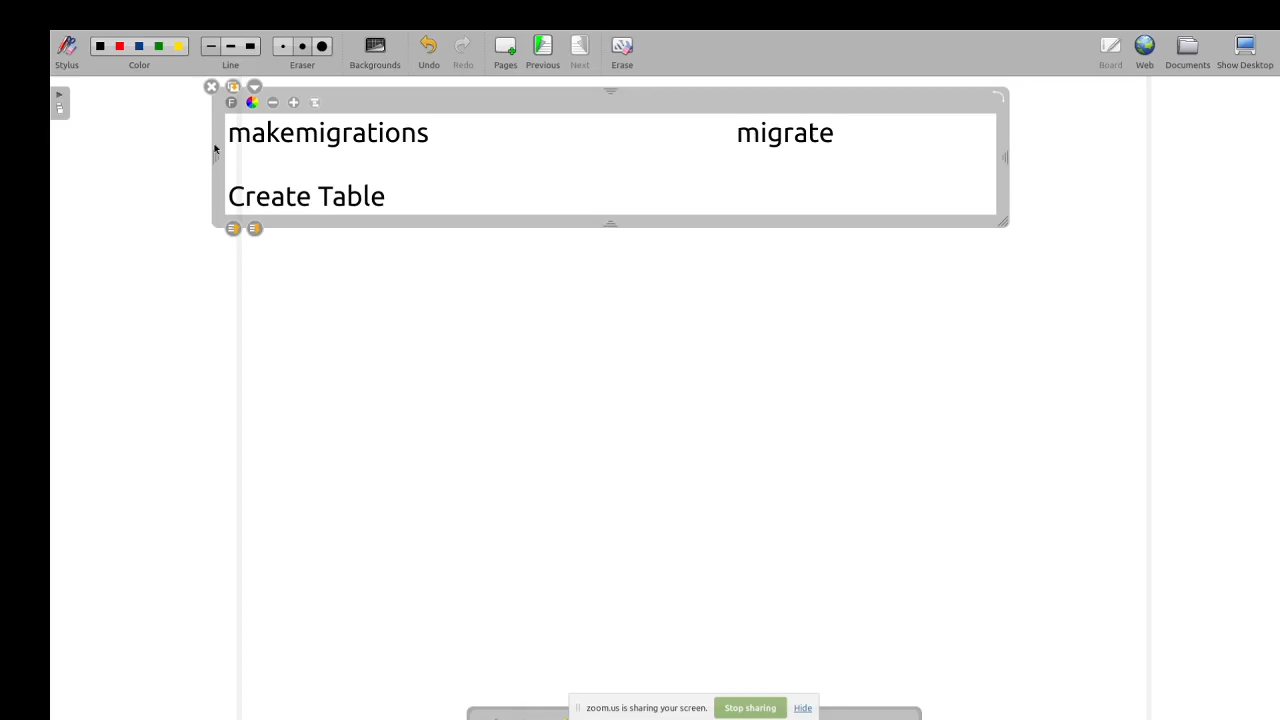 Stylus Color Line Eraser Backgrounds Undo Redo Pages Previous Next Erase Board Web Documents Show Desktop
F
makemigrations migrate
Create Table
zoom.us is sharing your screen. Stop sharing Hide